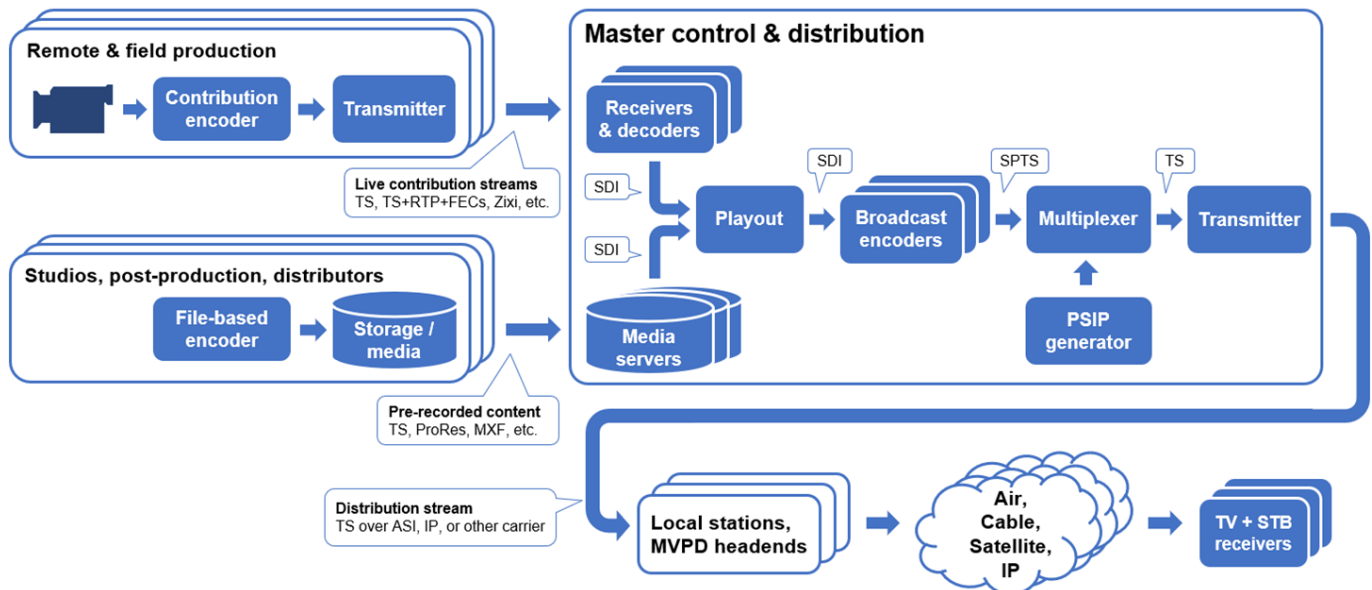 Remote & field production
Contribution
encoder
Transmitter
Live contribution streams
TS, TS+RTP+FECs, Zixi, etc.
Studios, post-production, distributors
File-based
encoder
Storage /
media
Pre-recorded content
TS, ProRes, MXF, etc.
Master control & distribution
Receivers
& decoders
SDI
SDI
Media
servers
Playout
SDI
Broadcast
encoders
SPTS
Multiplexer
TS
Transmitter
PSIP
generator
Distribution stream
TS over ASI, IP, or other carrier
Local stations,
MVPD headends
Air,
Cable,
Satellite,
IP
TV + STB
receivers